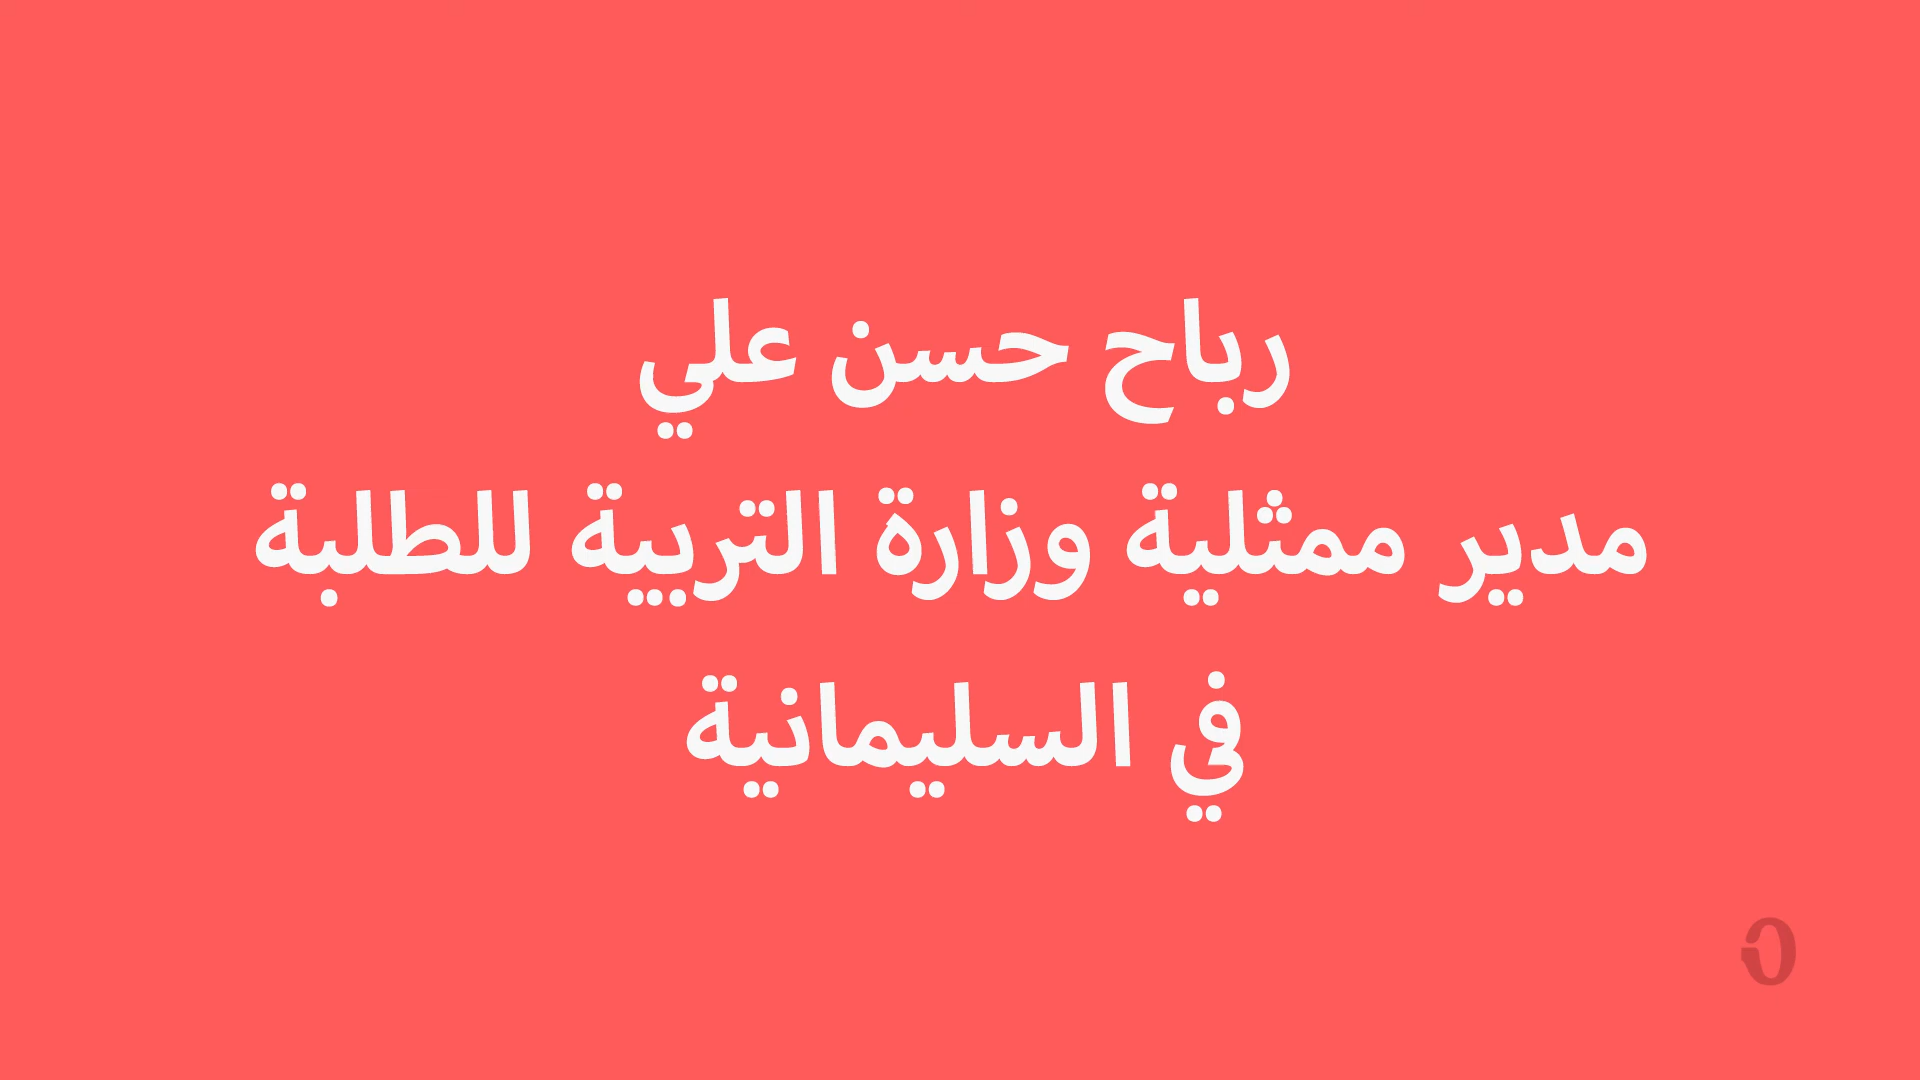 رباح حسن علي
مدير ممثلية وزارة التربية للطلبة
في السليمانية